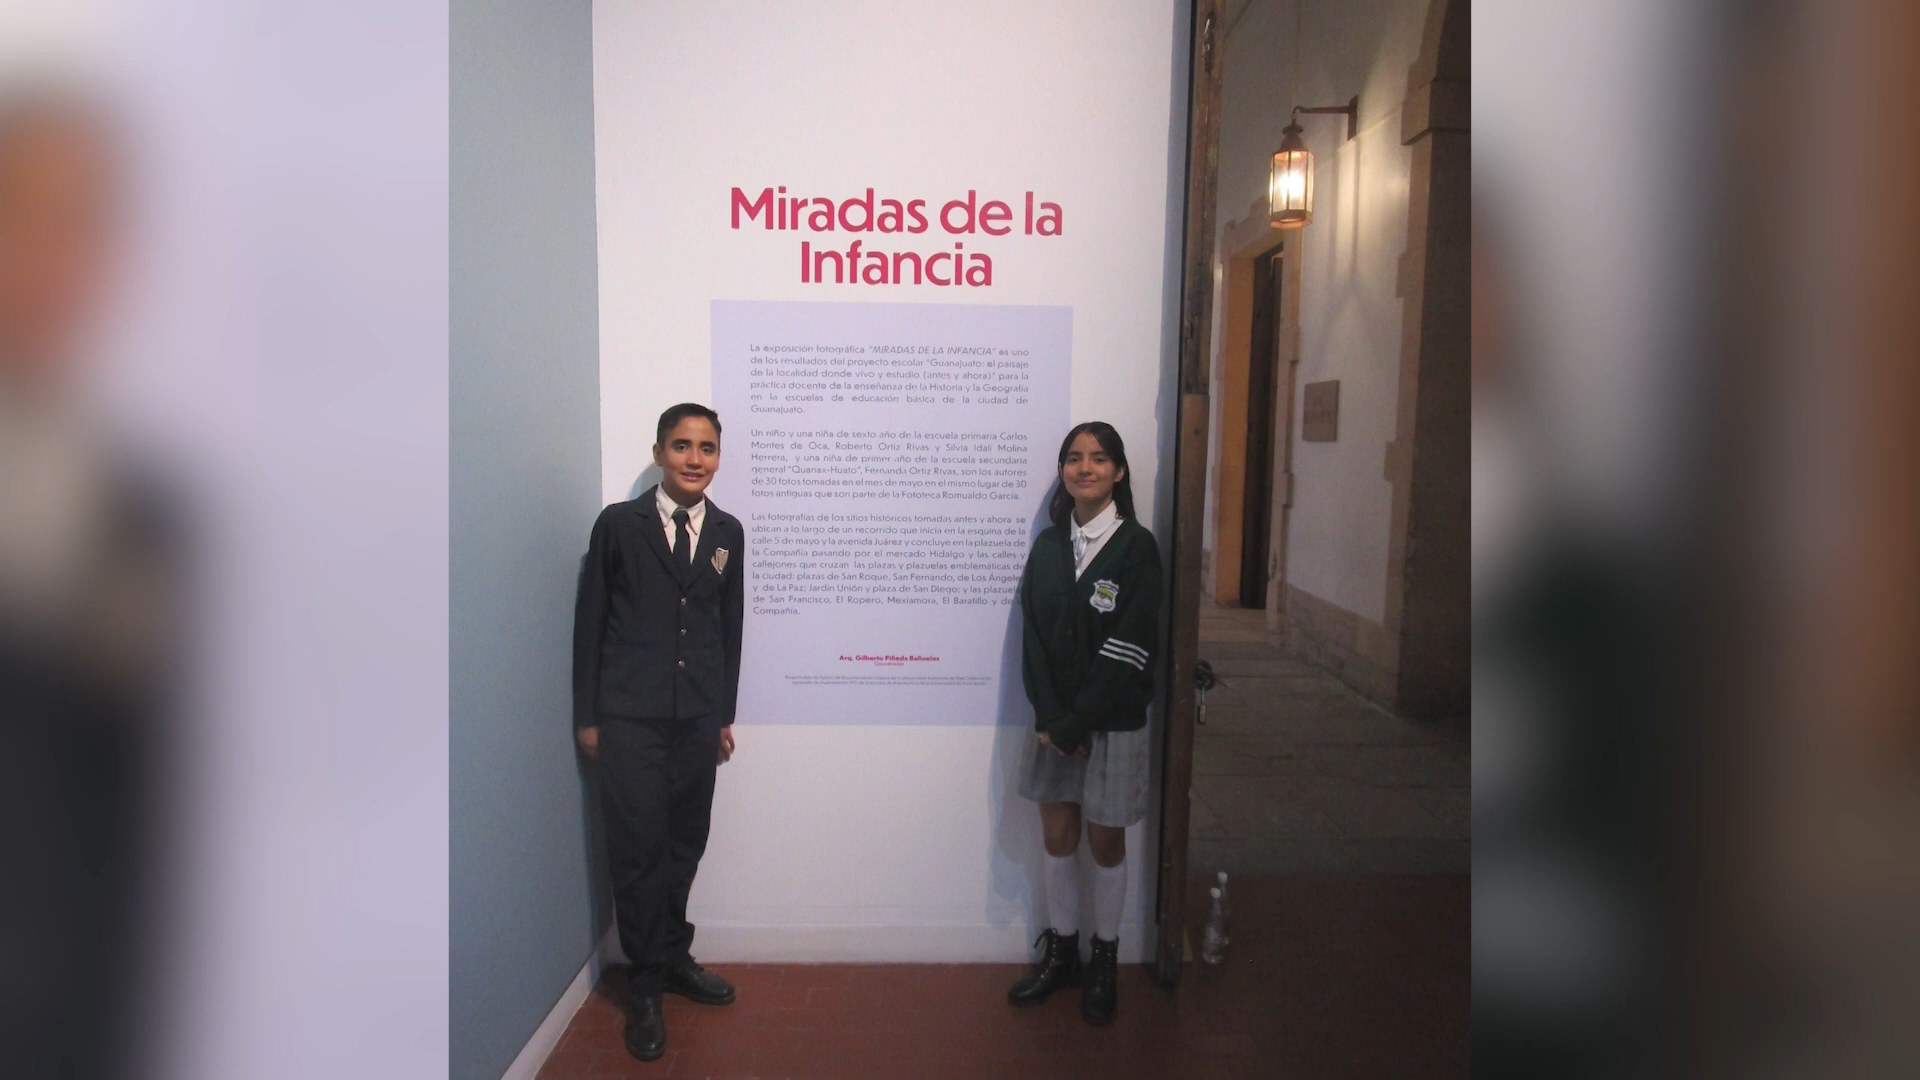 Miradas de la
Infancia
La exposición fotográfica "MIRADAS DE LA INFANCIA" es uno
de los resultados del proyecto escolar "Guanajuato: el paisaje
de la localidad donde vivo y estudio (antes y ahora)" para la
práctica docente de la enseñanza de la Historia y la Geografía
en la escuelas de educación básica de la ciudad de
Guanajuato.
Un niño y una niña de sexto año de la escuela primaria Carlos
Montes de Oca, Roberto Ortiz Rivas y Silvia Idalí Molina
Herrera, y una niña de primer año de la escuela secundaria
general "Quanax-Huato", Fernanda Ortiz Rivas, son los autores
de 30 fotos tomadas en el mes de mayo en el mismo lugar de 30
fotos antiguas que son parte de la Fototeca Romualdo García.
Las fotografías de los sitios históricos tomadas antes y ahora se
ubican a lo largo de un recorrido que inicia en la esquina de la
calle 5 de mayo y la avenida Juárez y concluye en la plazuela de
la Compañía pasando por el mercado Hidalgo y las calles y
callejones que cruzan las plazas y plazuelas emblemáticas de
la ciudad: plazas de San Roque, San Fernando, de Los Ángele
y de La Paz; Jardín Unión y plaza de San Diego; y las plazuela
de San Francisco, El Ropero, Mexiamora, El Baratillo y de
Compañía.
Arq. Gilberto Piñeda Bañuelos
Coordinador